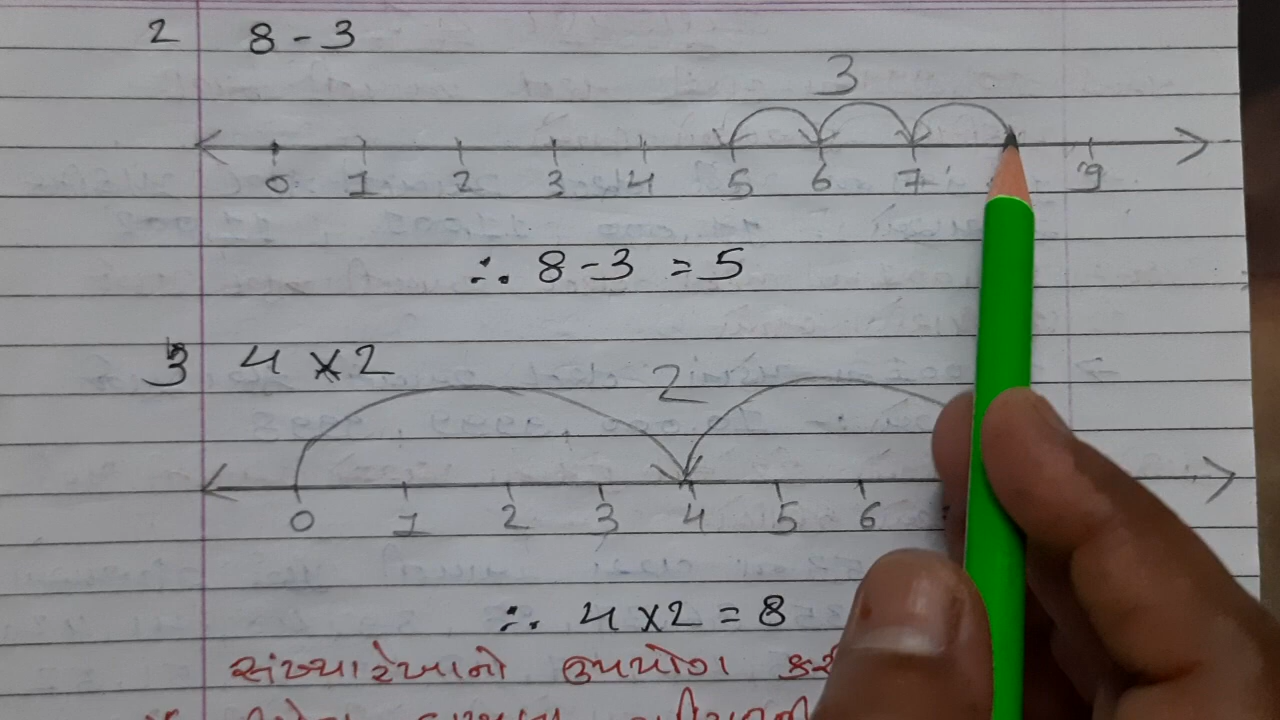 2 8 - 3
3
0 1 2 3 4 5 6 7 9
∴ 8 - 3 = 5
3 4 × 2
2
0 1 2 3 4 5 6
∴ 4 × 2 = 8
સંખ્યારેખાનો ઉપયોગ